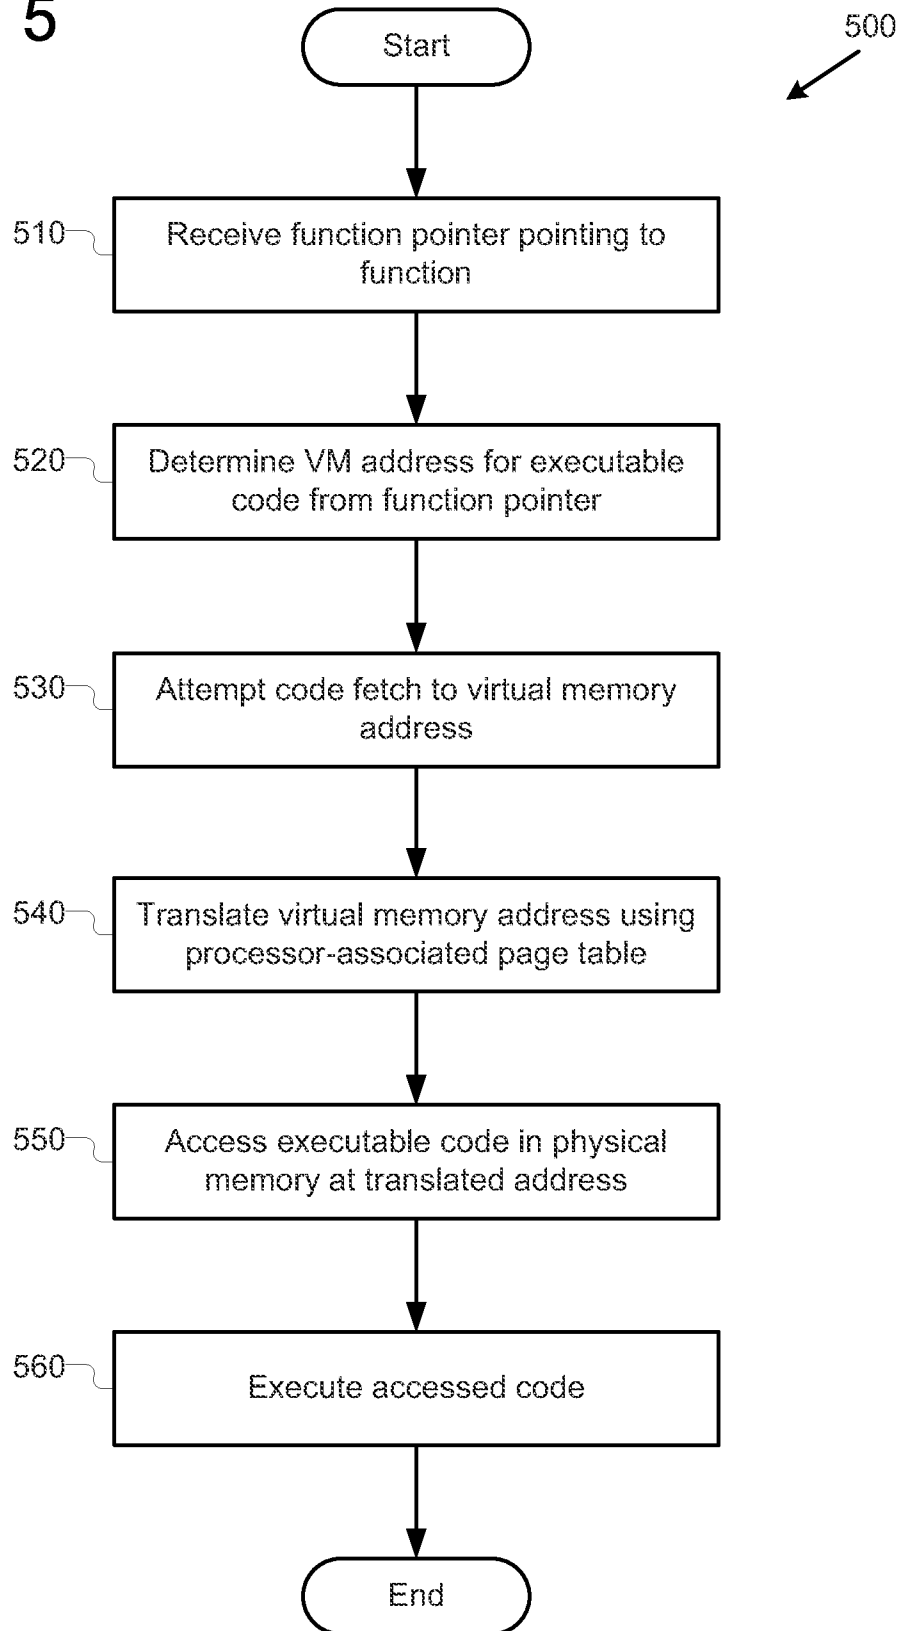 5
500
Start
510
Receive function pointer pointing to
function
520
Determine VM address for executable
code from function pointer
530
Attempt code fetch to virtual memory
address
540
Translate virtual memory address using
processor-associated page table
550
Access executable code in physical
memory at translated address
560
Execute accessed code
End